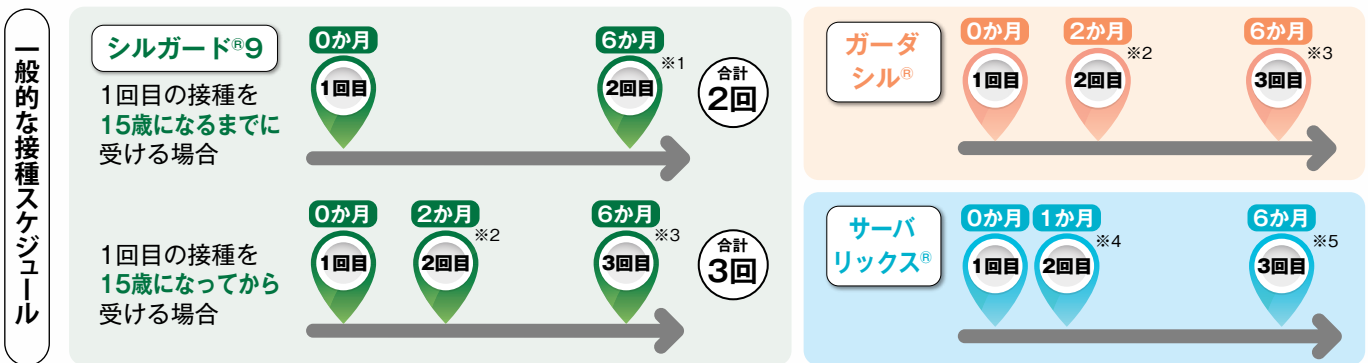 一般的な接種スケジュール
シルガード®9
1回目の接種を
15歳になるまでに
受ける場合
0か月
1回目
6か月
※1
2回目
合計
2回
1回目の接種を
15歳になってから
受ける場合
0か月
1回目
2か月
※2
2回目
6か月
※3
3回目
合計
3回
ガーダ
シル®
0か月
1回目
2か月
※2
2回目
6か月
※3
3回目
サーバ
リックス®
0か月
1回目
1か月
※4
2回目
6か月
※5
3回目